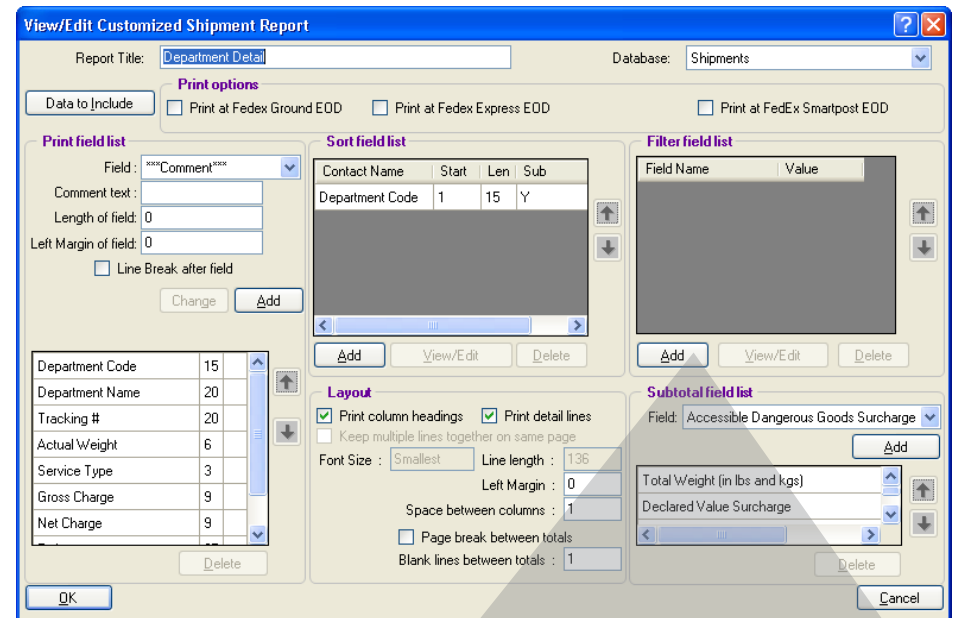 View/Edit Customized Shipment Report
Report Title: Department Detail
Database: Shipments
Data to Include
Print options
Print at Fedex Ground EOD
Print at Fedex Express EOD
Print at FedEx Smartpost EOD
Print field list
Field : ***Comment***
Comment text :
Length of field: 0
Left Margin of field: 0
Line Break after field
Change Add
Department Code 15
Department Name 20
Tracking # 20
Actual Weight 6
Service Type 3
Gross Charge 9
Net Charge 9
Delete
Sort field list
Contact Name Start Len Sub
Department Code 1 15 Y
Add View/Edit Delete
Layout
Print column headings Print detail lines
Keep multiple lines together on same page
Font Size : Smallest Line length : 136
Left Margin : 0
Space between columns : 1
Page break between totals
Blank lines between totals : 1
Filter field list
Field Name Value
Add View/Edit Delete
Subtotal field list
Field: Accessible Dangerous Goods Surcharge
Add
Total Weight (in lbs and kgs)
Declared Value Surcharge
Delete
OK Cancel